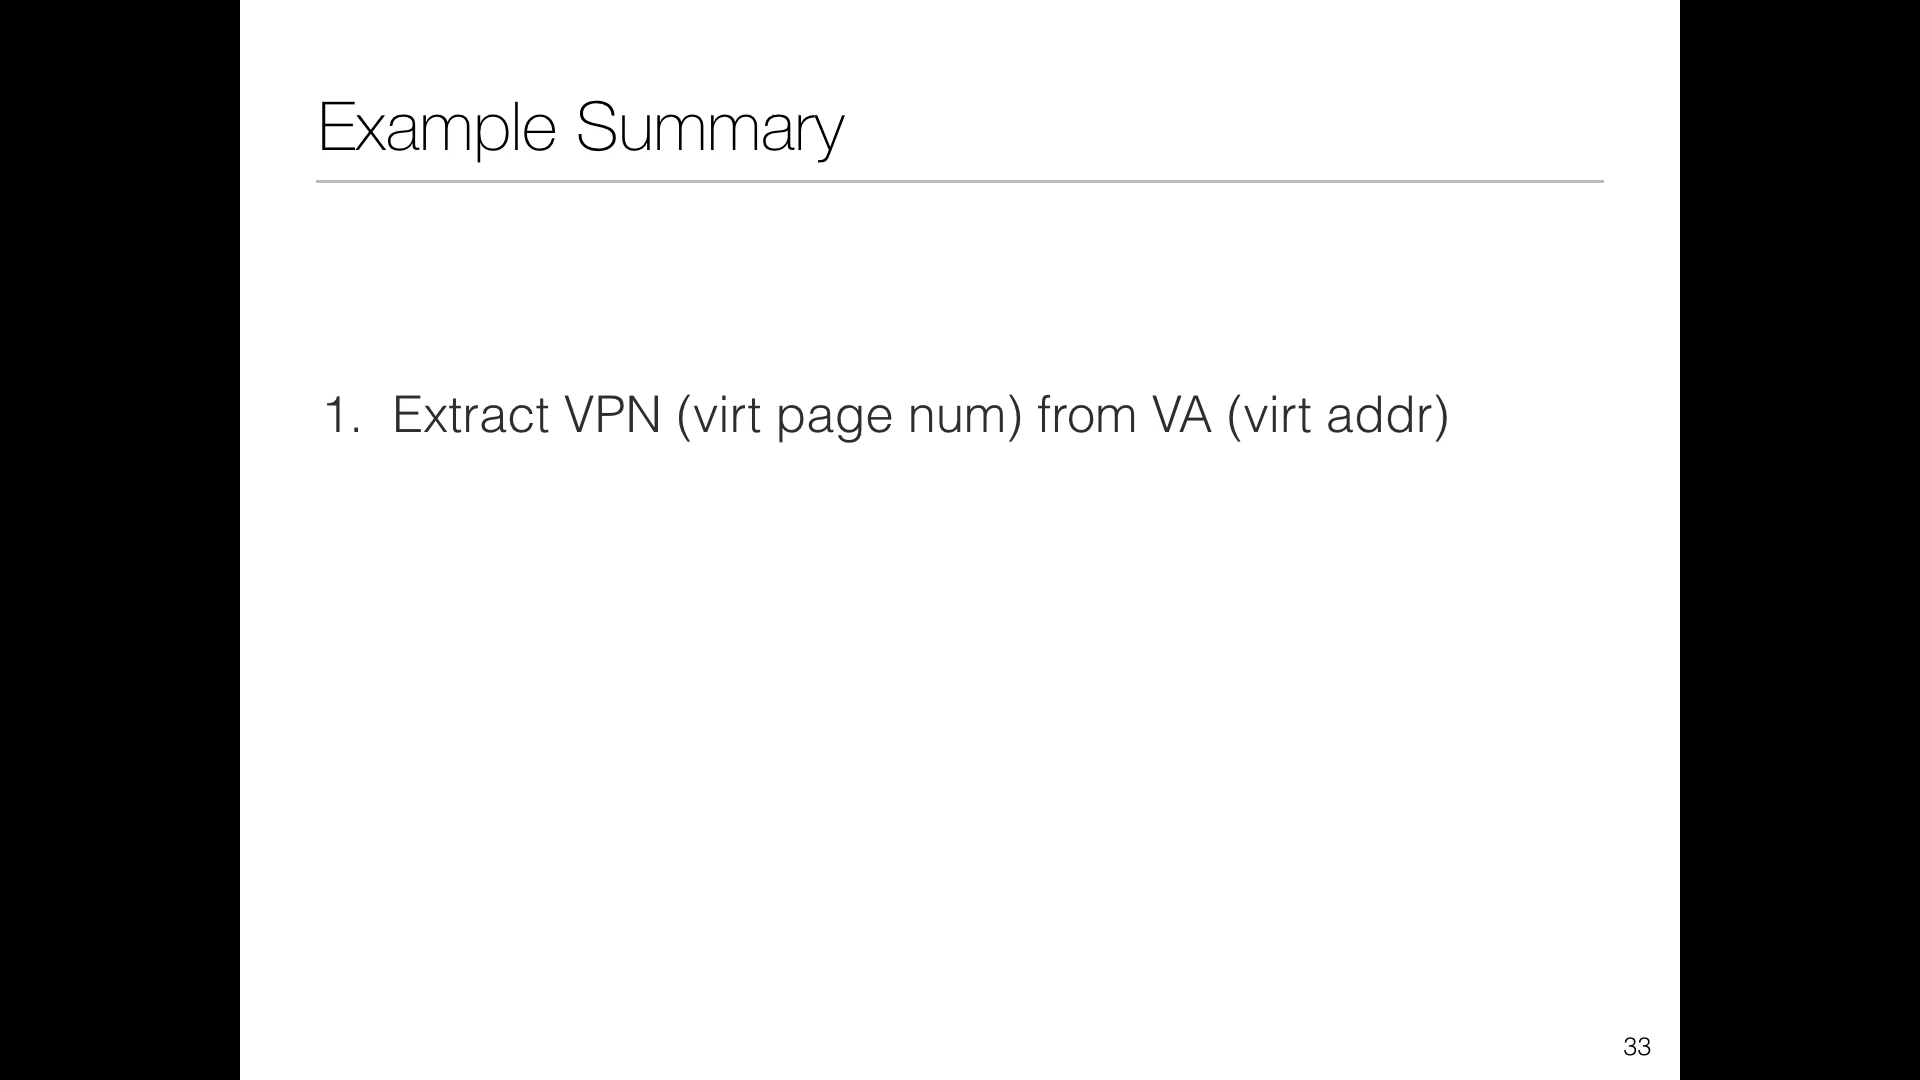 Example Summary
1. Extract VPN (virt page num) from VA (virt addr)
33